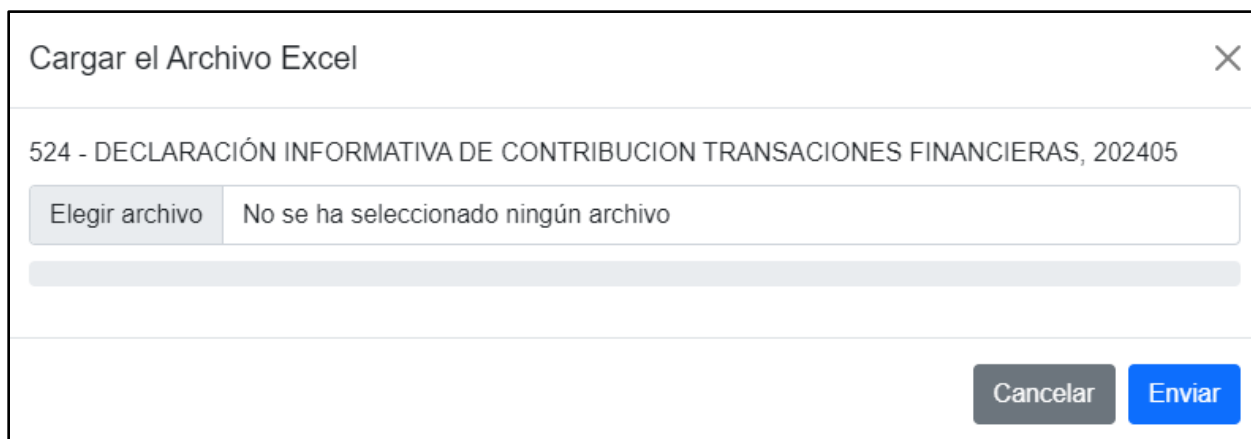 Cargar el Archivo Excel
524 - DECLARACIÓN INFORMATIVA DE CONTRIBUCION TRANSACIONES FINANCIERAS, 202405
Elegir archivo No se ha seleccionado ningún archivo
Cancelar Enviar